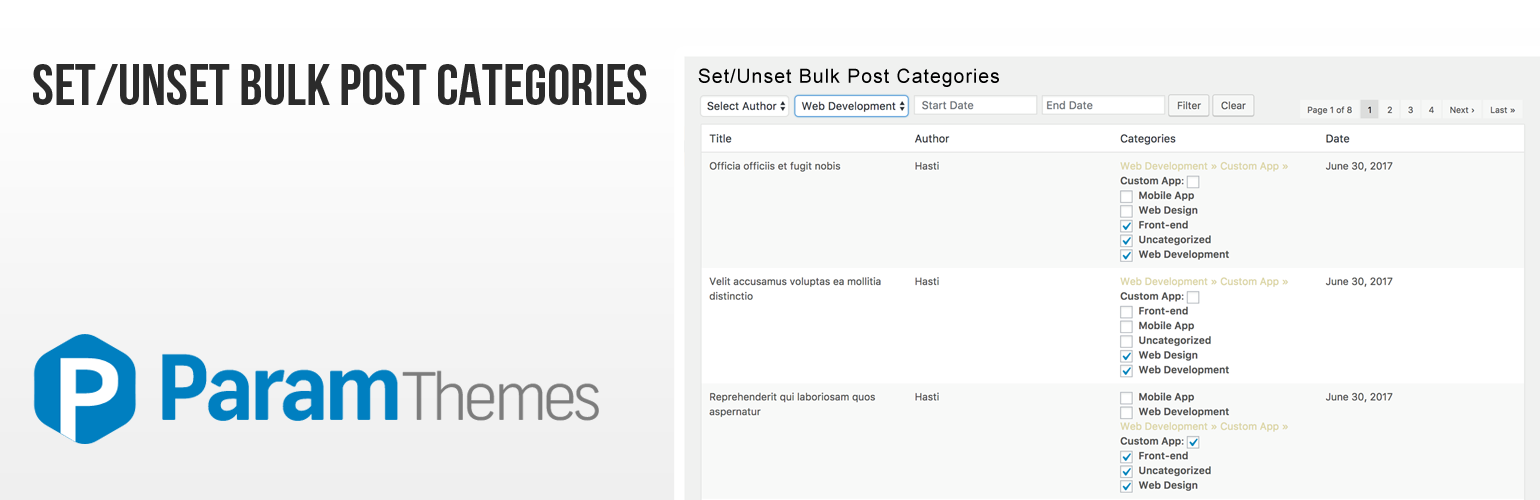 SET/UNSET BULK POST CATEGORIES
P ParamThemes
Set/Unset Bulk Post Categories
Select Author Web Development Start Date End Date Filter Clear Page 1 of 8 1 2 3 4 Next › Last »
Title Author Categories Date
Officia officiis et fugit nobis Hasti Web Development » Custom App » June 30, 2017
Custom App:
Mobile App
Web Design
Front-end
Uncategorized
Web Development
Velit accusamus voluptas ea mollitia Hasti Web Development » Custom App » June 30, 2017
distinctio Custom App:
Front-end
Mobile App
Uncategorized
Web Design
Web Development
Reprehenderit qui laboriosam quos Hasti Mobile App June 30, 2017
aspernatur Web Development
Web Development » Custom App »
Custom App:
Front-end
Uncategorized
Web Design